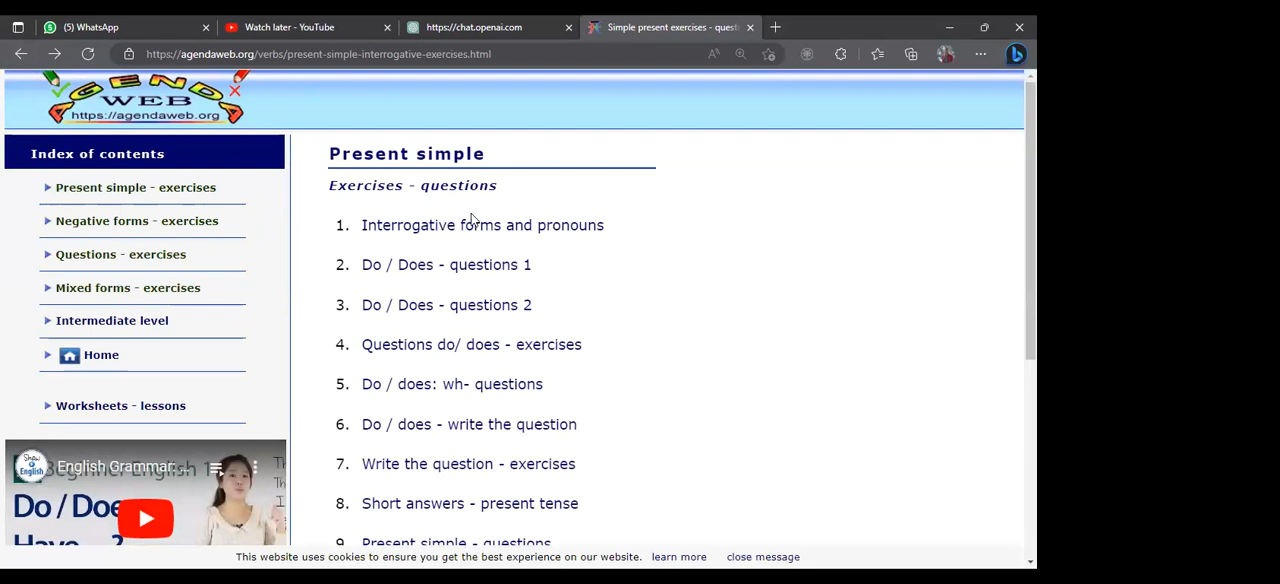 (5) WhatsApp
Watch later - YouTube
https://chat.openai.com
Simple present exercises - quest
https://agendaweb.org/verbs/present-simple-interrogative-exercises.html
AGENDA
WEB
https://agendaweb.org
Index of contents
Present simple - exercises
Negative forms - exercises
Questions - exercises
Mixed forms - exercises
Intermediate level
Home
Worksheets - lessons
Show
English
English Grammar:...
Beginner English 1
Do / Doe
Have ... ?
Present simple
Exercises - questions
1. Interrogative forms and pronouns
2. Do / Does - questions 1
3. Do / Does - questions 2
4. Questions do/ does - exercises
5. Do / does: wh- questions
6. Do / does - write the question
7. Write the question - exercises
8. Short answers - present tense
9. Present simple - questions
This website uses cookies to ensure you get the best experience on our website. learn more close message